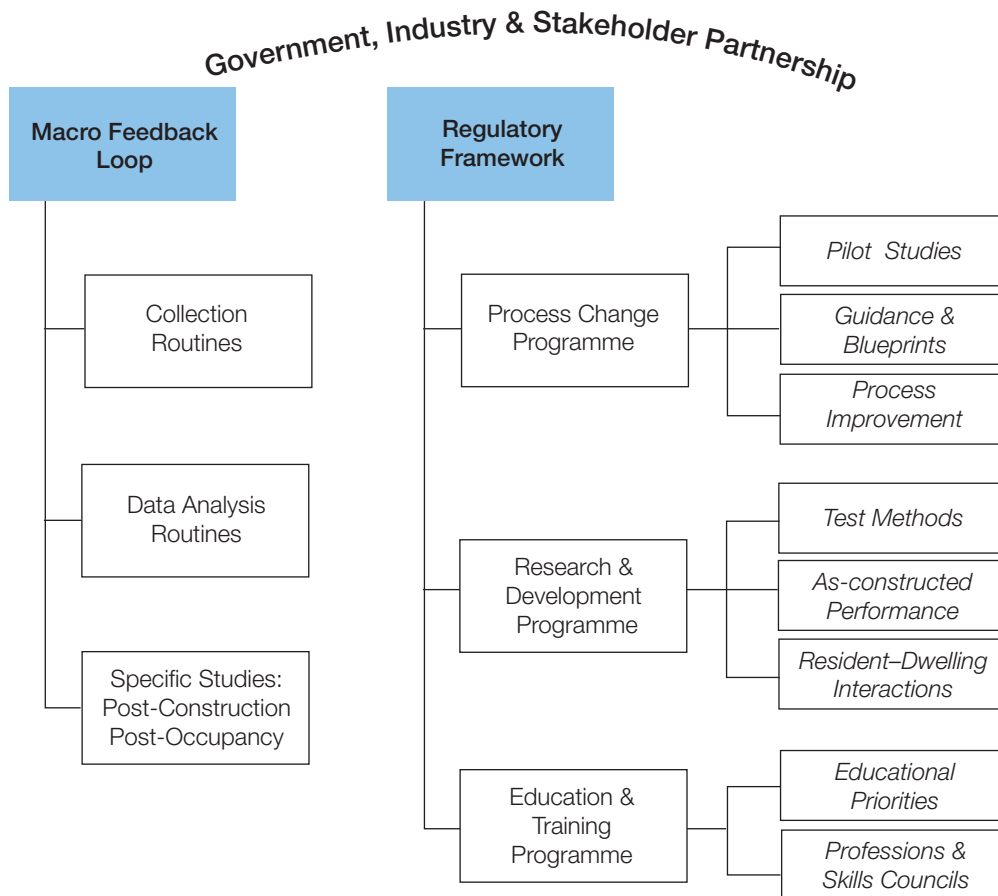 Government, Industry & Stakeholder Partnership
Macro Feedback
Loop
Collection
Routines
Data Analysis
Routines
Specific Studies:
Post-Construction
Post-Occupancy
Regulatory
Framework
Process Change
Programme
Pilot Studies
Guidance &
Blueprints
Process
Improvement
Research &
Development
Programme
Test Methods
As-constructed
Performance
Resident–Dwelling
Interactions
Education &
Training
Programme
Educational
Priorities
Professions &
Skills Councils